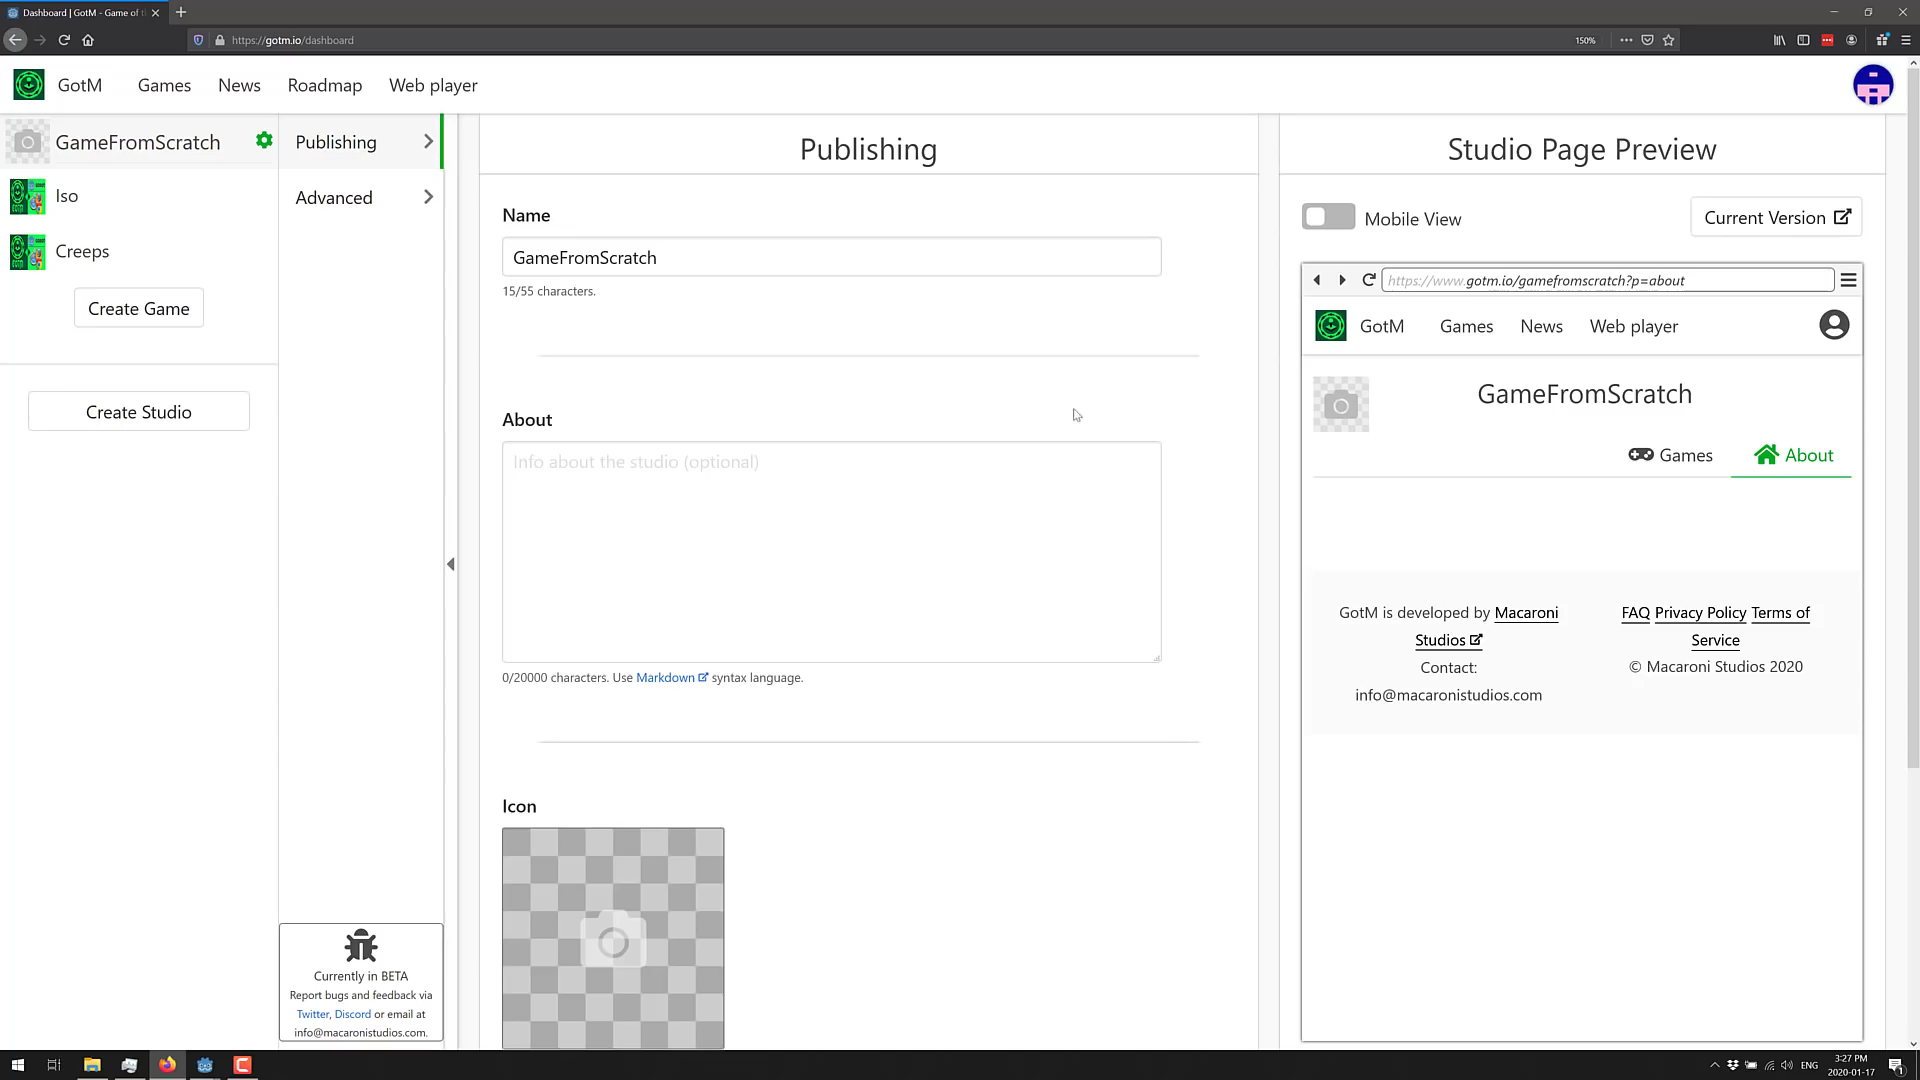 Dashboard | GotM - Game of t
150%
https://gotm.io/dashboard
GotM
Games
News
Roadmap
Web player
GameFromScratch
Iso
Creeps
Create Game
Create Studio
Publishing
Advanced
Currently in BETA
Report bugs and feedback via
Twitter, Discord or email at
info@macaronistudios.com.
Publishing
Name
GameFromScratch
15/55 characters.
About
Info about the studio (optional)
0/20000 characters. Use Markdown syntax language.
Icon
Studio Page Preview
Mobile View
Current Version
https://www.gotm.io/gamefromscratch?p=about
GotM
Games
News
Web player
GameFromScratch
Games
About
GotM is developed by Macaroni
Studios
Contact:
info@macaronistudios.com
FAQ Privacy Policy Terms of
Service
© Macaroni Studios 2020
ENG
3:27 PM
2020-01-17